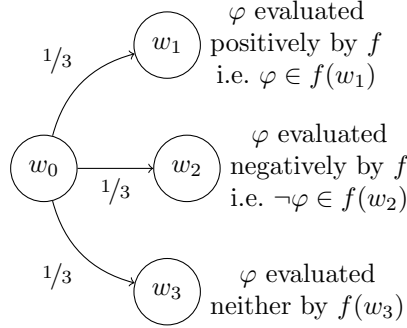 φ evaluated
positively by f
i.e. φ ∈ f(w₁)
1/3
w₁
φ evaluated
negatively by f
i.e. ¬φ ∈ f(w₂)
w₀
1/3
w₂
1/3
w₃
φ evaluated
neither by f(w₃)